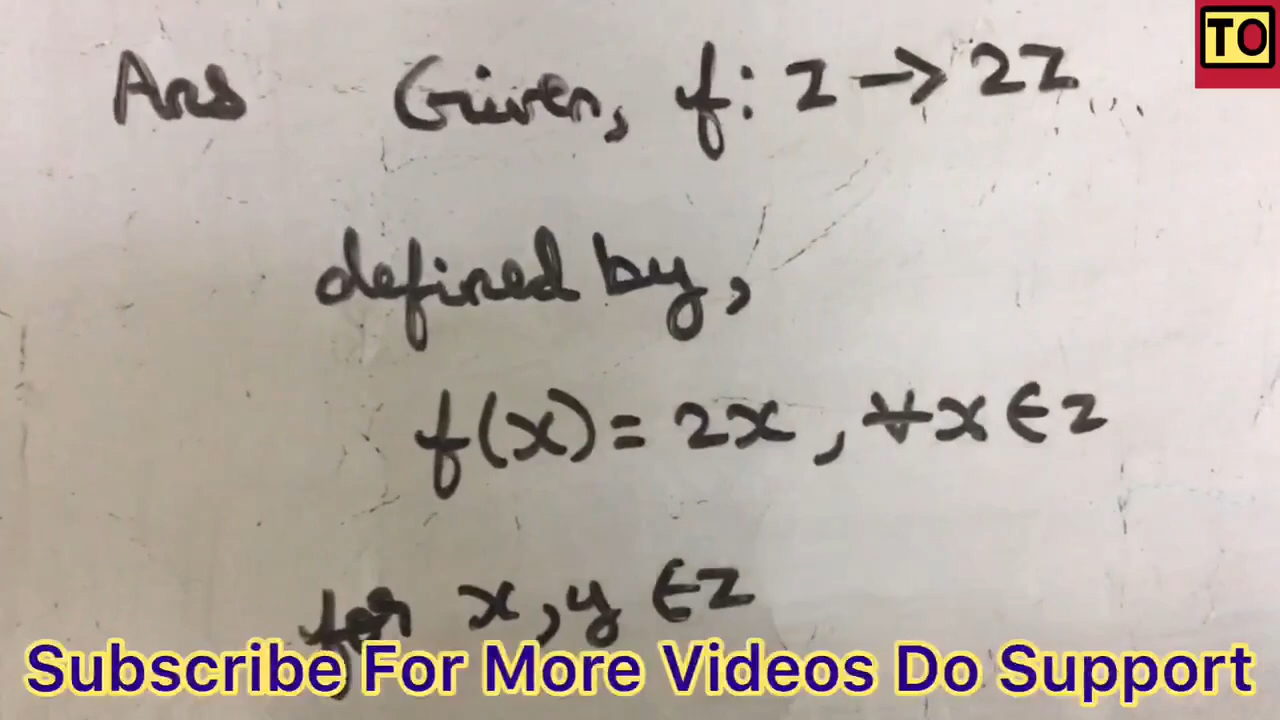 TO
Ans Given, f: Z → 2Z
defined by,
f(x) = 2x, ∀x ∈ Z
for x, y ∈ Z
Subscribe For More Videos Do Support